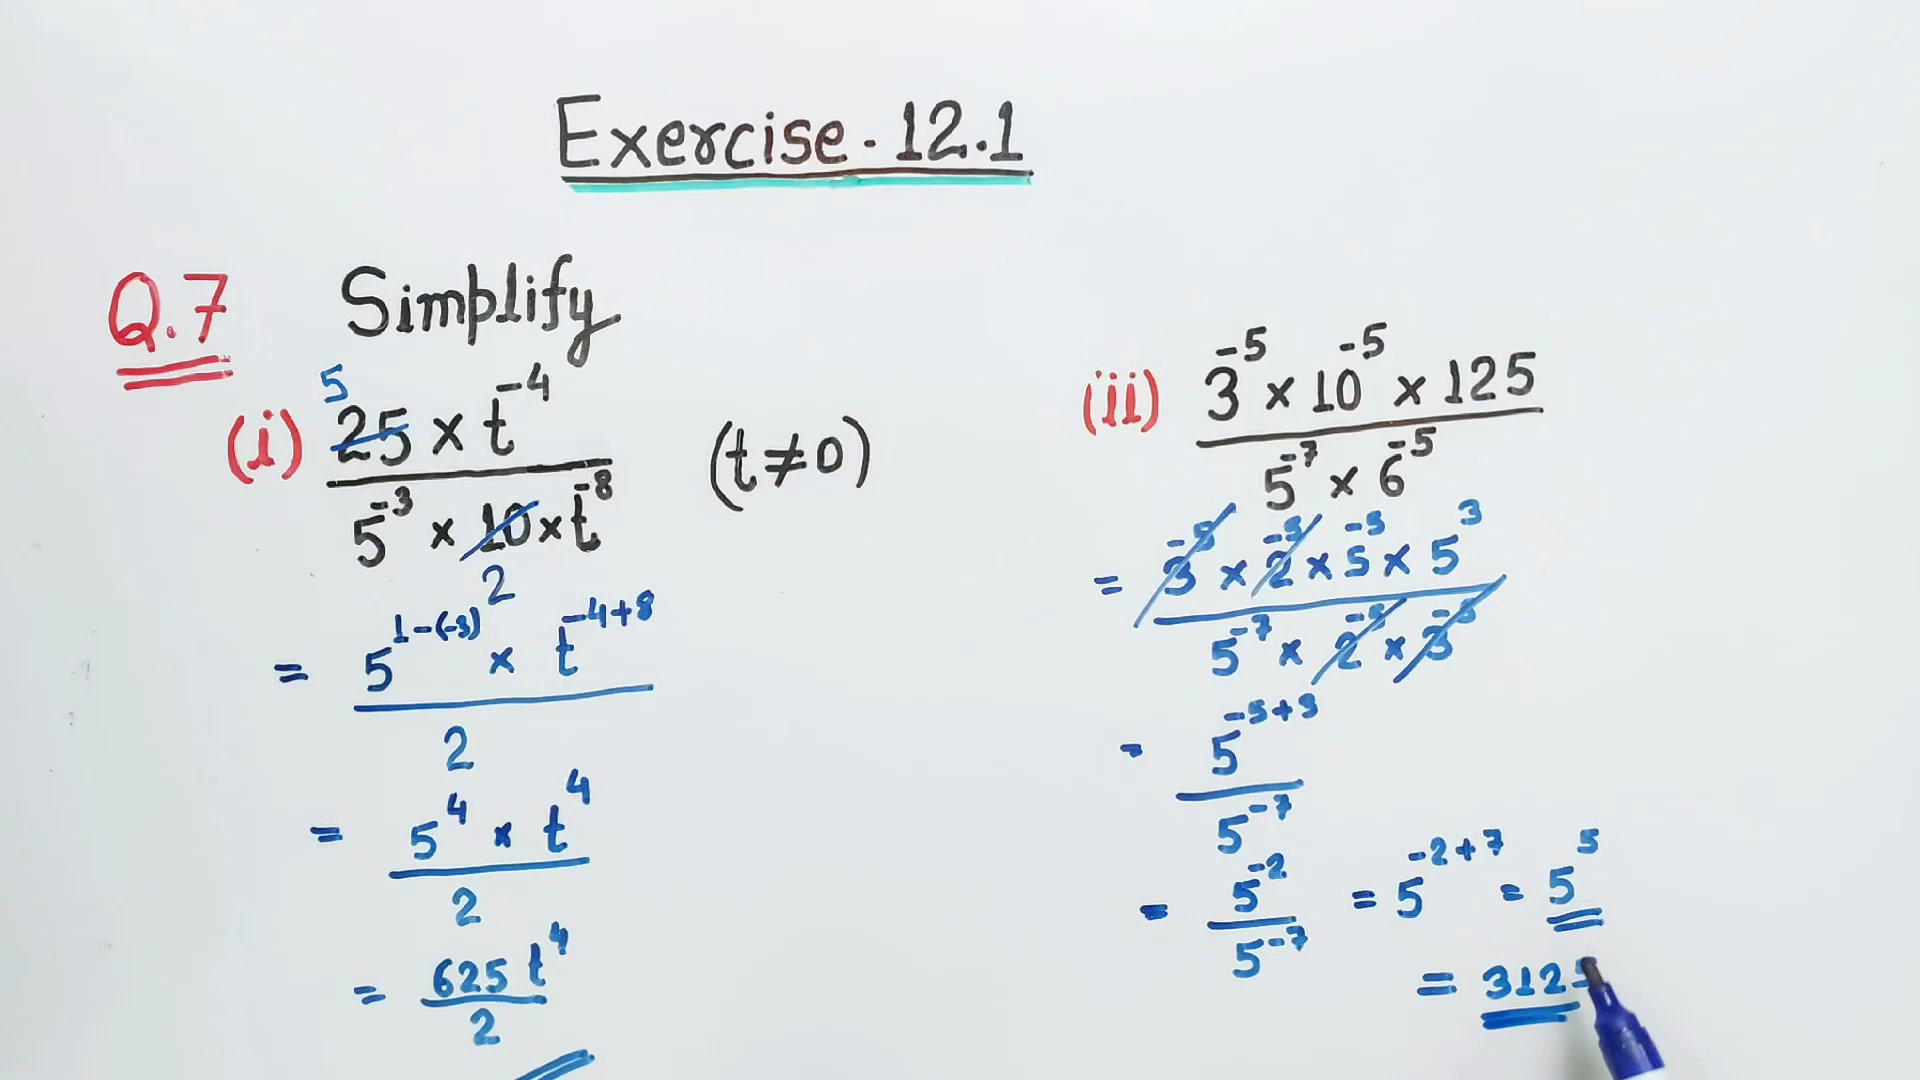 Exercise - 12.1
Q.7 Simplify
(i) 25 × t^-4 / 5^-3 × 10 × t^-8 (t ≠ 0)
5
2
= 5^1-(-3) × t^-4+8 / 2
= 5^4 × t^4 / 2
= 625 t^4 / 2
(ii) 3^-5 × 10^-5 × 125 / 5^-7 × 6^-5
= 3^-5 × 2^-5 × 5^-5 × 5^3 / 5^-7 × 2^-5 × 3^-5
= 5^-5+3 / 5^-7
= 5^-2 / 5^-7 = 5^-2+7 = 5^5
= 3125